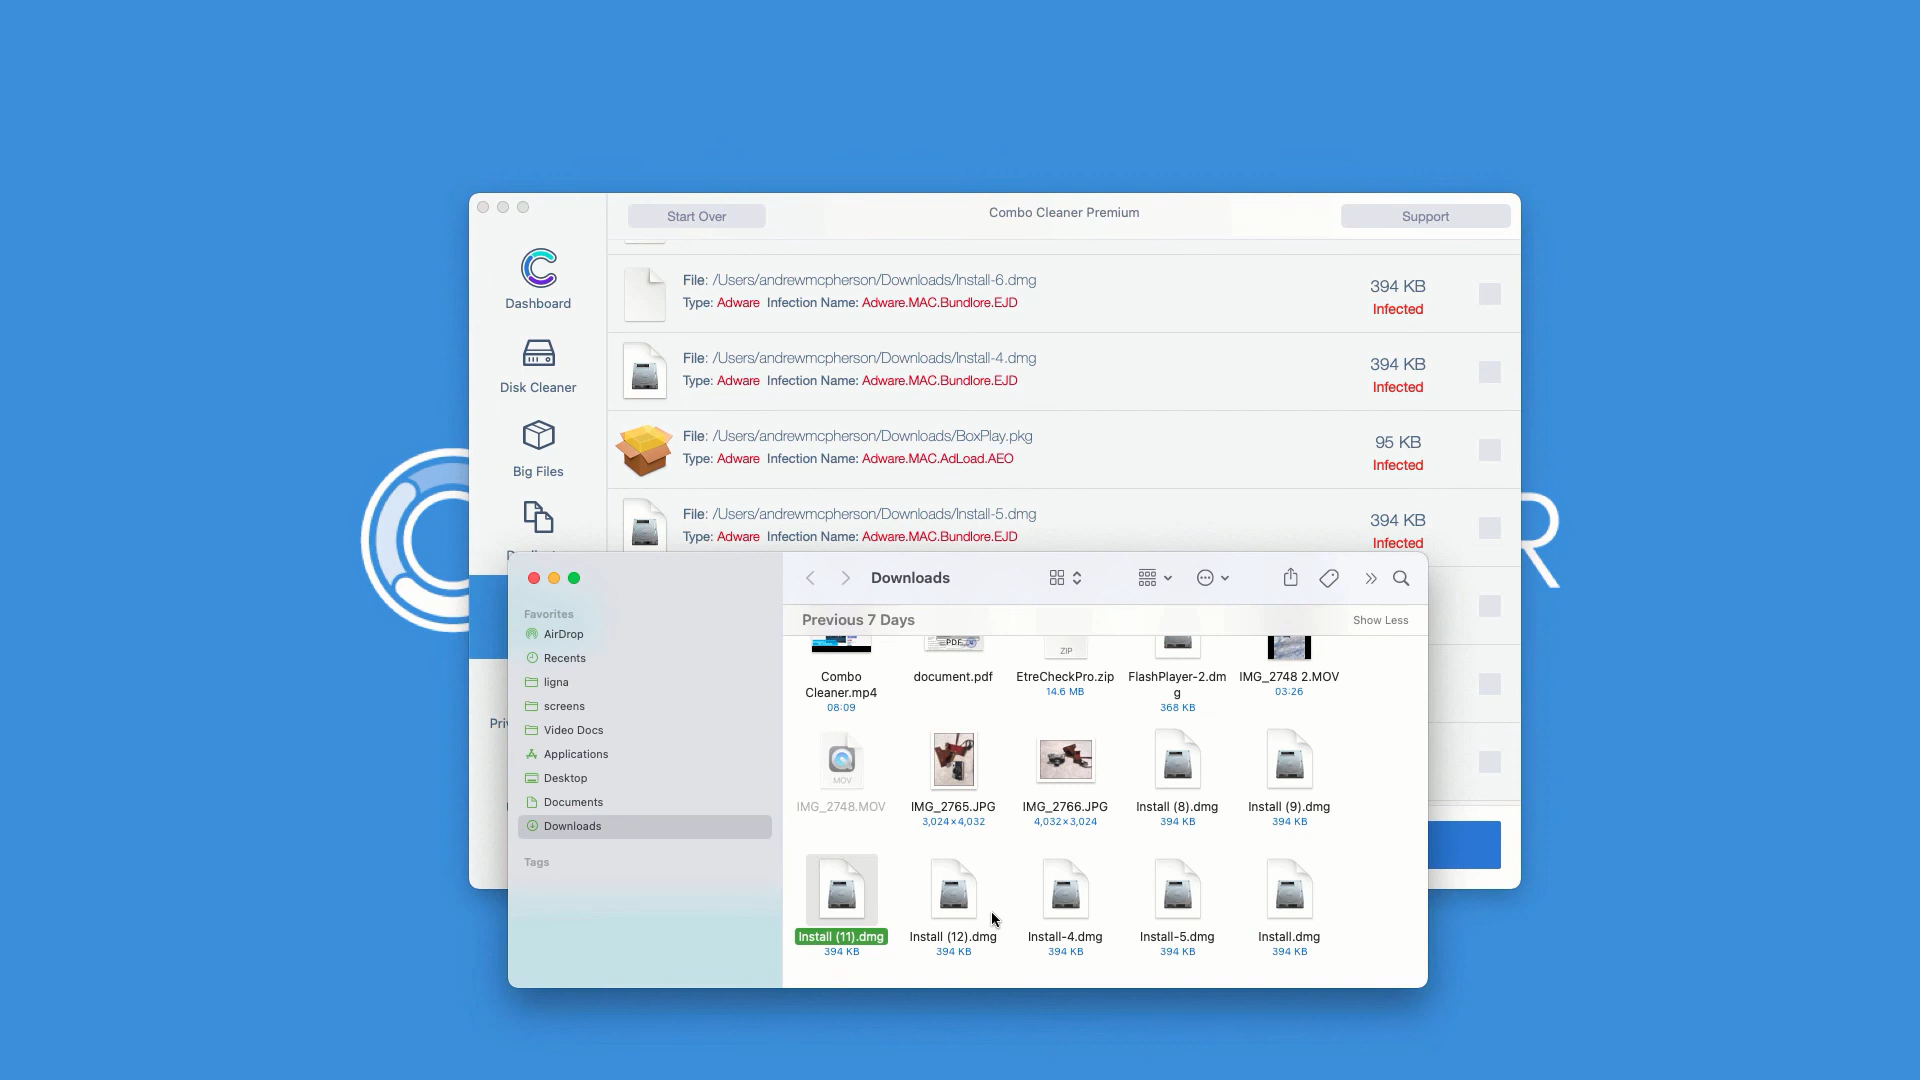 Start Over
Combo Cleaner Premium
Support
Dashboard
Disk Cleaner
Big Files
File: /Users/andrewmcpherson/Downloads/Install-6.dmg
Type: Adware Infection Name: Adware.MAC.Bundlore.EJD
394 KB
Infected
File: /Users/andrewmcpherson/Downloads/Install-4.dmg
Type: Adware Infection Name: Adware.MAC.Bundlore.EJD
394 KB
Infected
File: /Users/andrewmcpherson/Downloads/BoxPlay.pkg
Type: Adware Infection Name: Adware.MAC.AdLoad.AEO
95 KB
Infected
File: /Users/andrewmcpherson/Downloads/Install-5.dmg
Type: Adware Infection Name: Adware.MAC.Bundlore.EJD
394 KB
Infected
R
Pri
Favorites
AirDrop
Recents
ligna
screens
Video Docs
Applications
Desktop
Documents
Downloads
Tags
Downloads
Previous 7 Days
Show Less
PDF
ZIP
Combo
Cleaner.mp4
08:09
document.pdf
EtreCheckPro.zip
14.6 MB
FlashPlayer-2.dm
g
368 KB
IMG_2748 2.MOV
03:26
MOV
IMG_2748.MOV
IMG_2765.JPG
3,024×4,032
IMG_2766.JPG
4,032×3,024
Install (8).dmg
394 KB
Install (9).dmg
394 KB
Install (11).dmg
394 KB
Install (12).dmg
394 KB
Install-4.dmg
394 KB
Install-5.dmg
394 KB
Install.dmg
394 KB